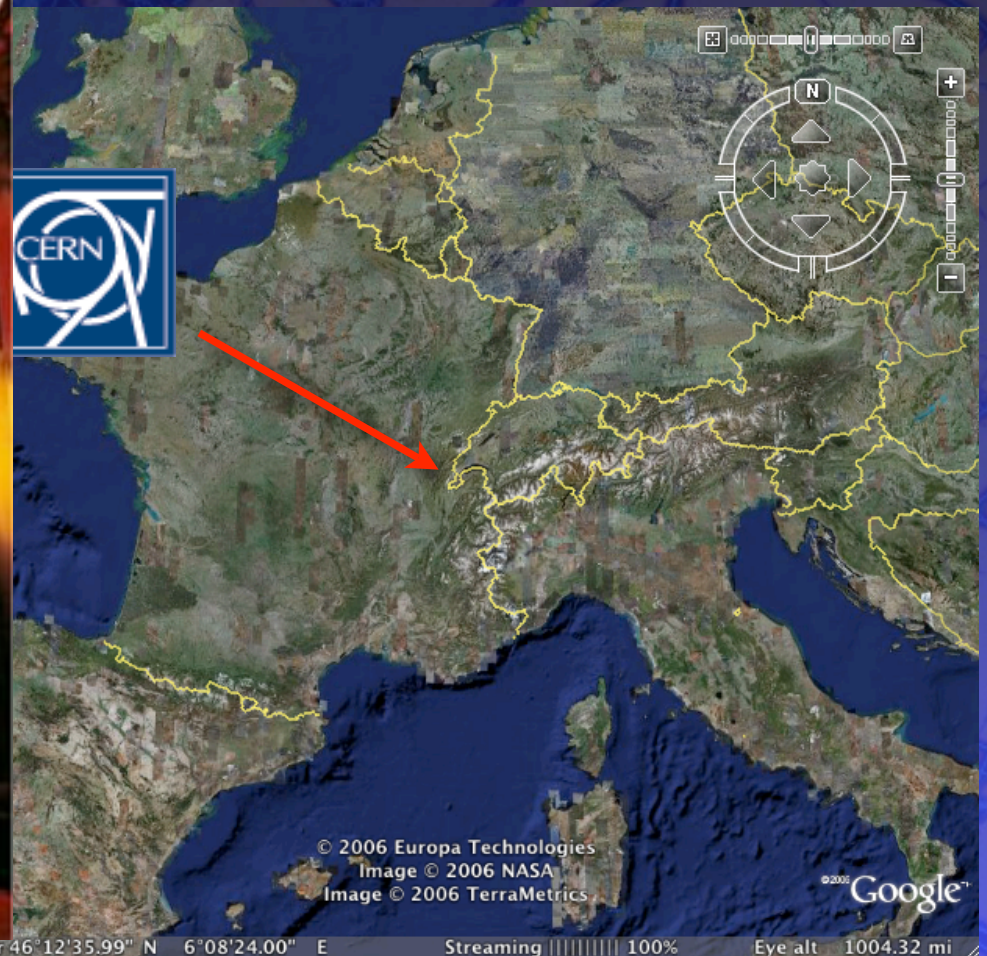 N
CERN
© 2006 Europa Technologies
Image © 2006 NASA
Image © 2006 TerraMetrics
©2006 Google™
46°12'35.99" N 6°08'24.00" E Streaming ||||||||| 100% Eye alt 1004.32 mi